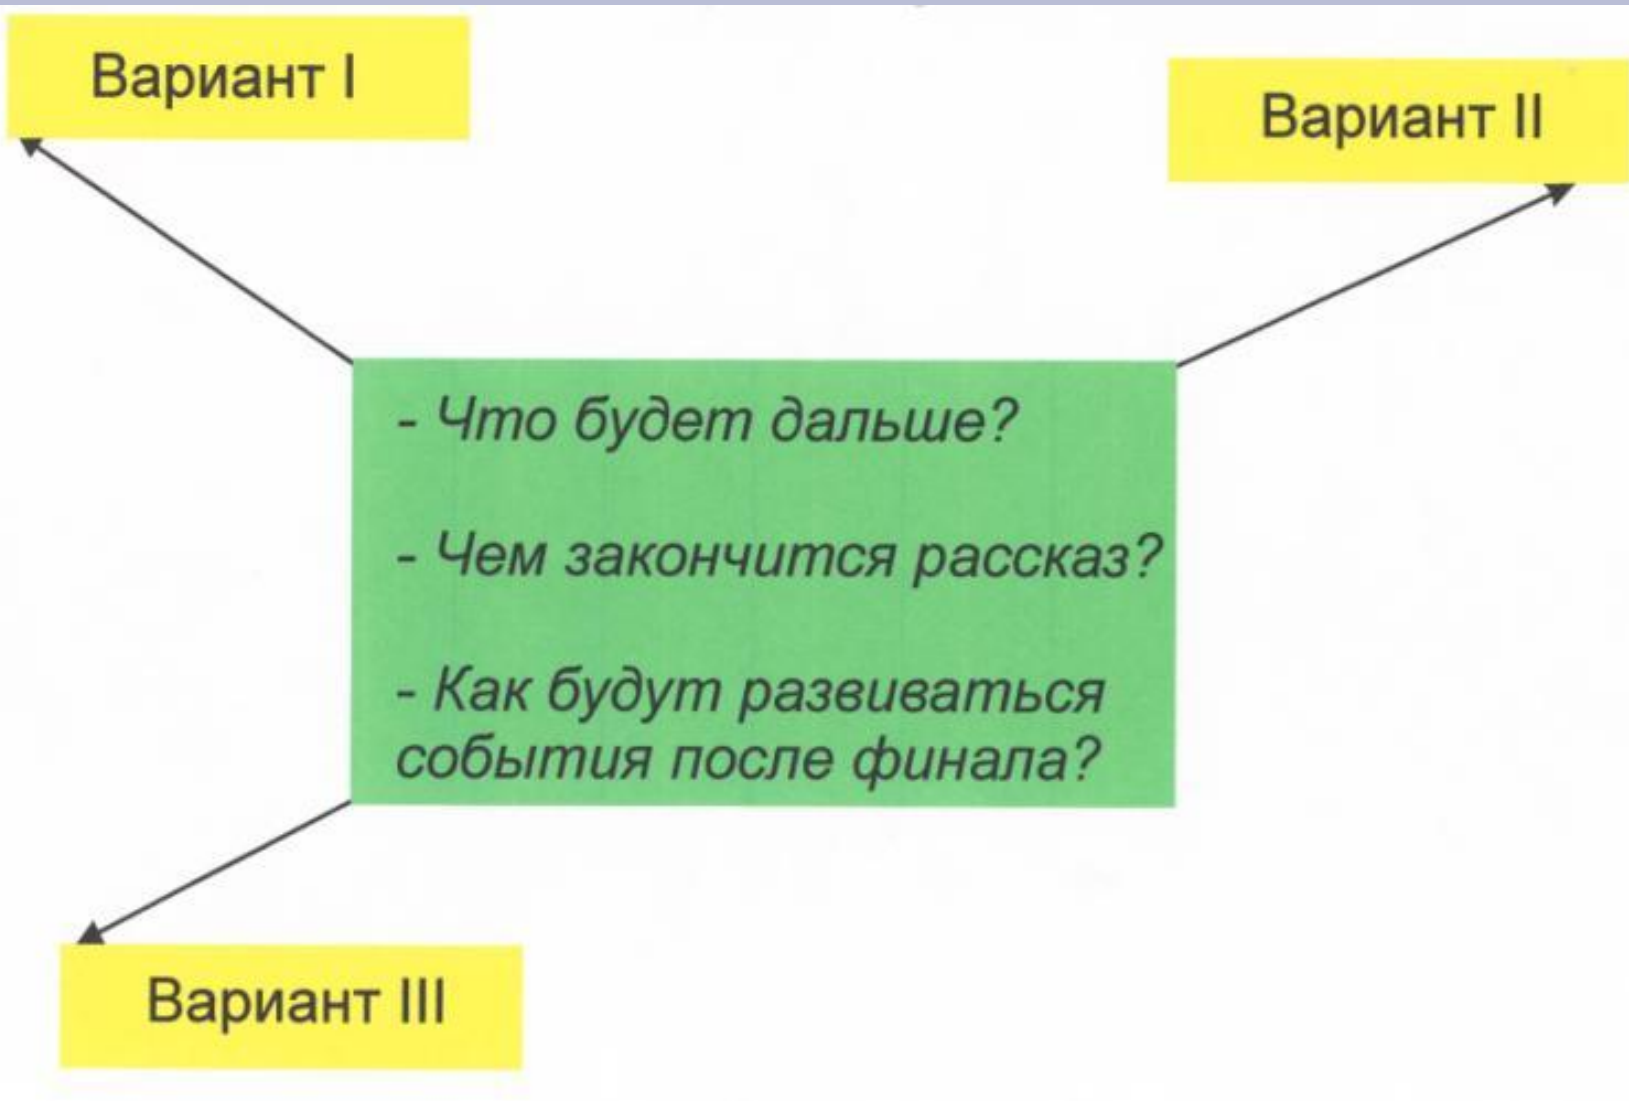 Вариант I
Вариант II
- Что будет дальше?
- Чем закончится рассказ?
- Как будут развиваться
события после финала?
Вариант III